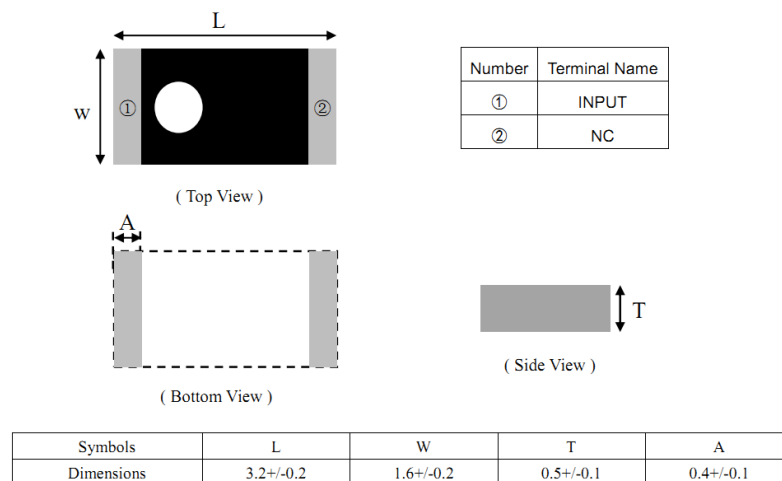 L
W
①
②
( Top View )
Number Terminal Name
① INPUT
② NC
A
( Bottom View )
T
( Side View )
Symbols L W T A
Dimensions 3.2+/-0.2 1.6+/-0.2 0.5+/-0.1 0.4+/-0.1